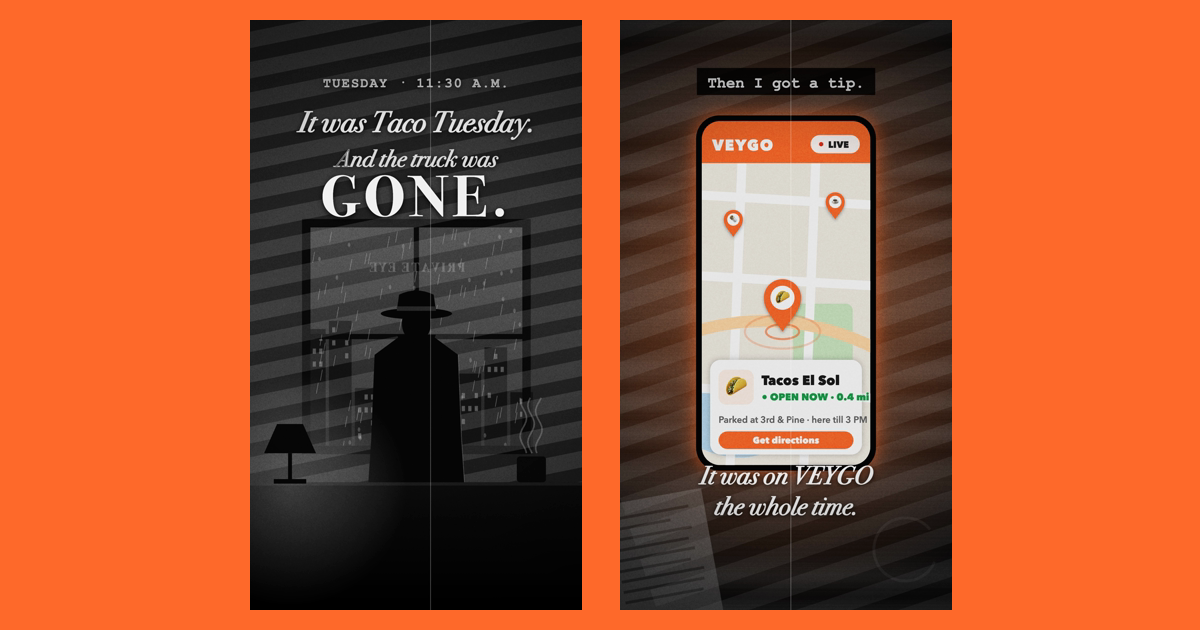 TUESDAY · 11:30 A.M.
It was Taco Tuesday.
And the truck was
GONE.
PRIVATE EYE
Then I got a tip.
VEYGO
LIVE
Tacos El Sol
• OPEN NOW · 0.4 mi
Parked at 3rd & Pine · here till 3 PM
Get directions
It was on VEYGO
the whole time.